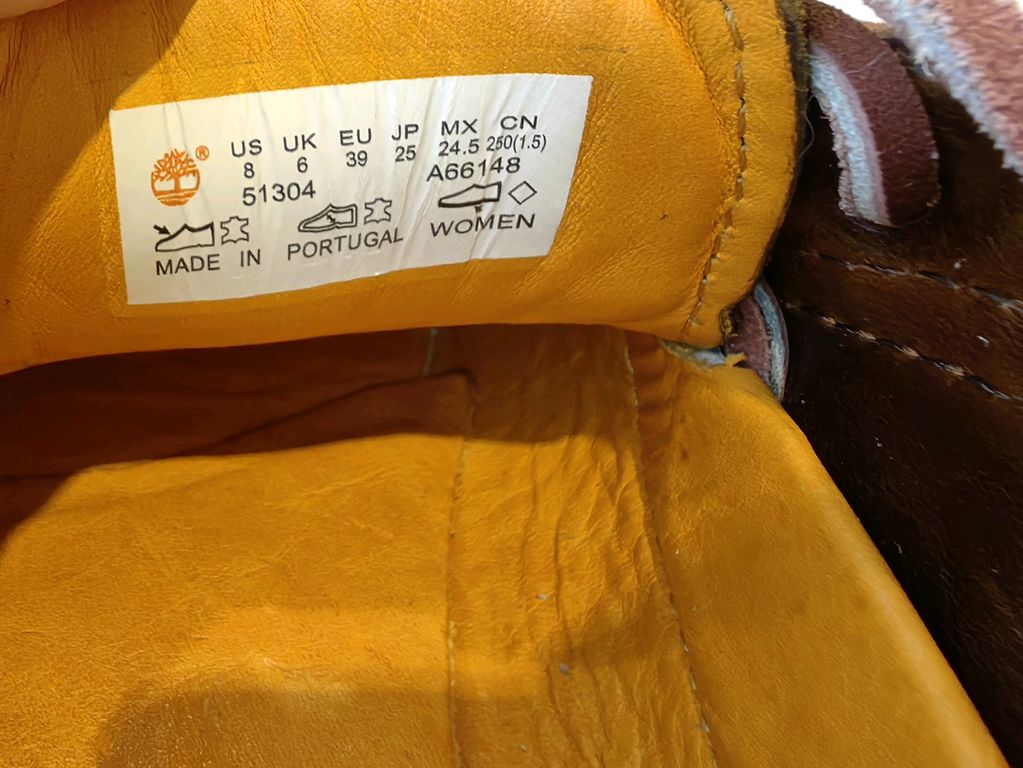 US UK EU JP MX CN
8 6 39 25 24.5 250(1.5)
51304 A66148
MADE IN PORTUGAL WOMEN
®